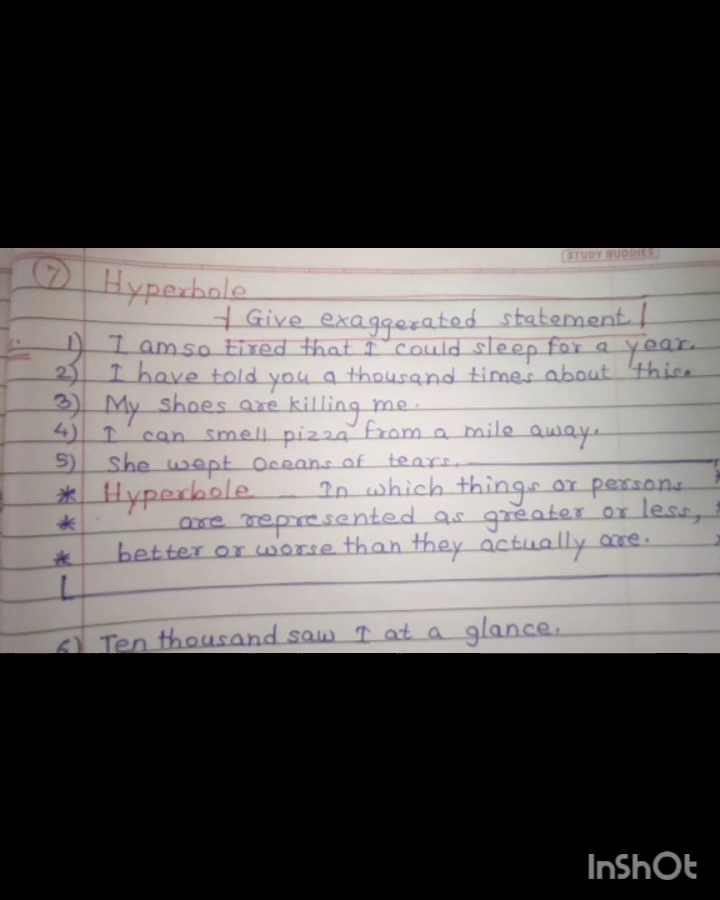 STUDY BUDDIES
7 Hyperbole
Give exaggerated statement
1) I am so tired that I could sleep for a year.
2) I have told you a thousand times about this.
3) My shoes are killing me.
4) I can smell pizza from a mile away.
5) She wept oceans of tears.
* Hyperbole - In which things or persons
* are represented as greater or less,
* better or worse than they actually are.
6) Ten thousand saw I at a glance.
InShOt